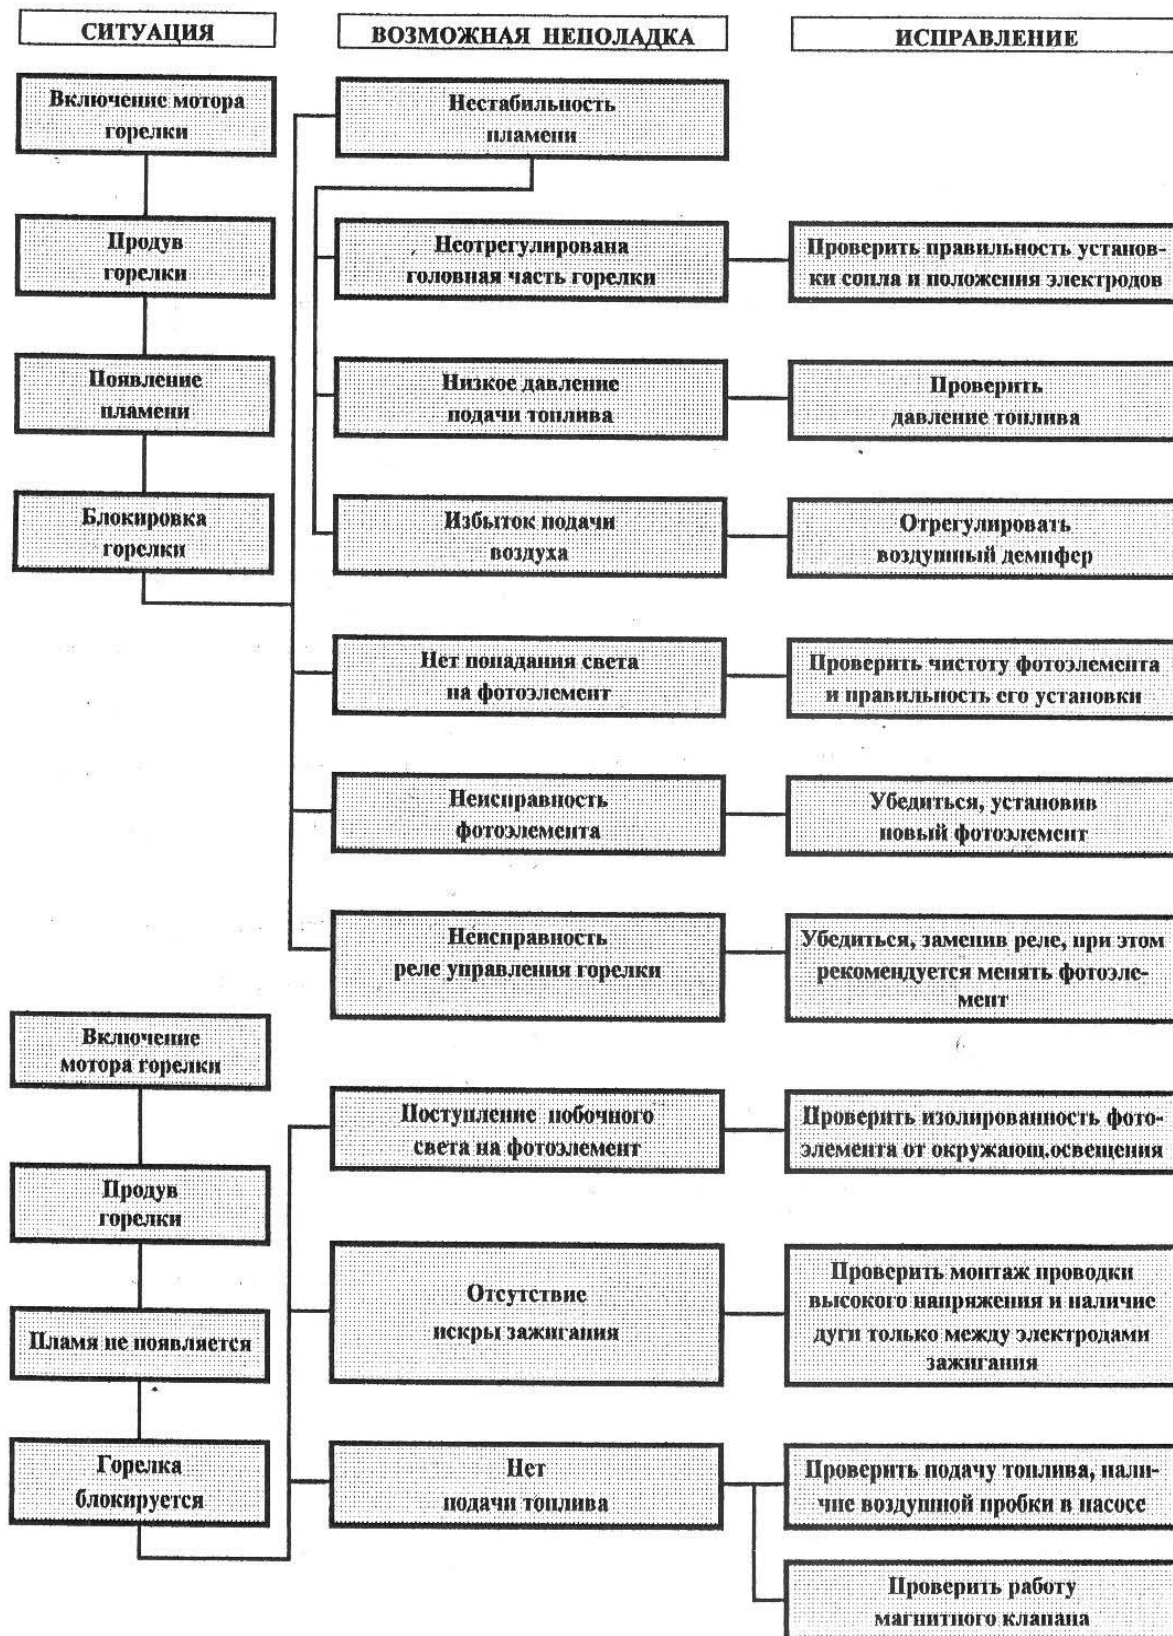 СИТУАЦИЯ
ВОЗМОЖНАЯ НЕПОЛАДКА
ИСПРАВЛЕНИЕ
Включение мотора
горелки
Продув
горелки
Появление
пламени
Блокировка
горелки
Нестабильность
пламени
Неотрегулирована
головная часть горелки
Проверить правильность установ-
ки сопла и положения электродов
Низкое давление
подачи топлива
Проверить
давление топлива
Избыток подачи
воздуха
Отрегулировать
воздушный демпфер
Нет попадания света
на фотоэлемент
Проверить чистоту фотоэлемента
и правильность его установки
Неисправность
фотоэлемента
Убедиться, установив
новый фотоэлемент
Неисправность
реле управления горелки
Убедиться, заменив реле, при этом
рекомендуется менять фотоэле-
мент
Включение
мотора горелки
Продув
горелки
Пламя не появляется
Горелка
блокируется
Поступление побочного
света на фотоэлемент
Проверить изолированность фото-
элемента от окружающ.освещения
Отсутствие
искры зажигания
Проверить монтаж проводки
высокого напряжения и наличие
дуги только между электродами
зажигания
Нет
подачи топлива
Проверить подачу топлива, нали-
чие воздушной пробки в насосе
Проверить работу
магнитного клапана